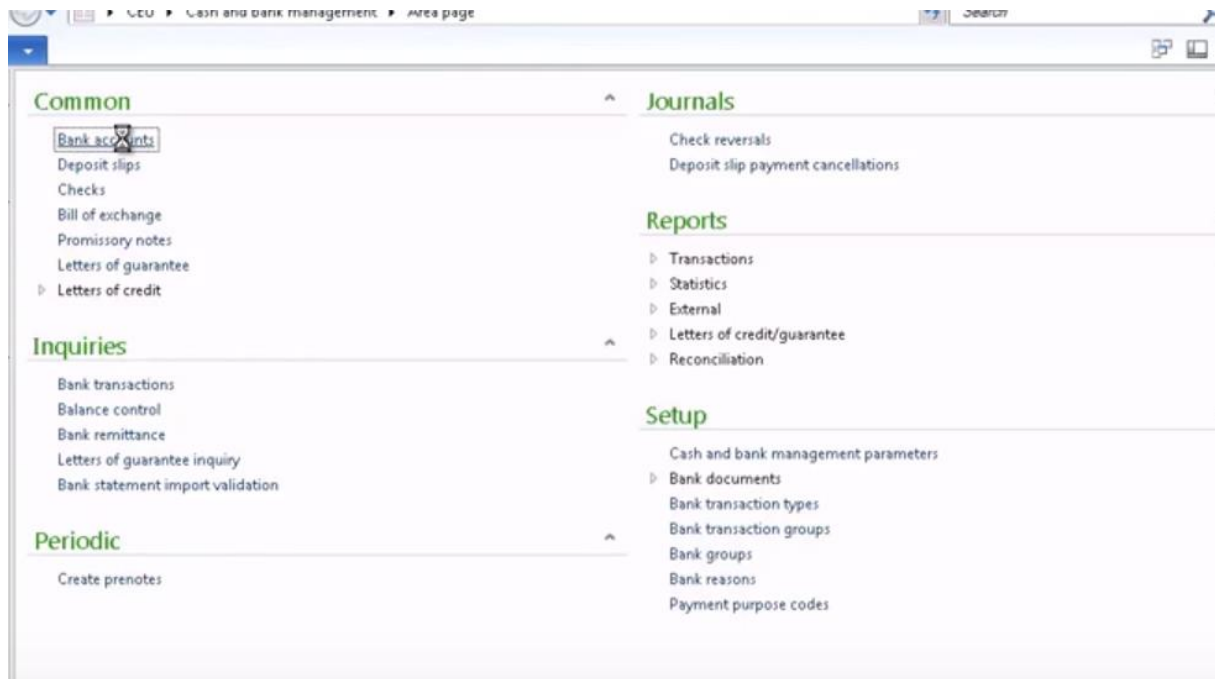 CEU ▸ Cash and bank management ▸ Area page
Search
Common
Bank accounts
Deposit slips
Checks
Bill of exchange
Promissory notes
Letters of guarantee
Letters of credit
Inquiries
Bank transactions
Balance control
Bank remittance
Letters of guarantee inquiry
Bank statement import validation
Periodic
Create prenotes
Journals
Check reversals
Deposit slip payment cancellations
Reports
Transactions
Statistics
External
Letters of credit/guarantee
Reconciliation
Setup
Cash and bank management parameters
Bank documents
Bank transaction types
Bank transaction groups
Bank groups
Bank reasons
Payment purpose codes